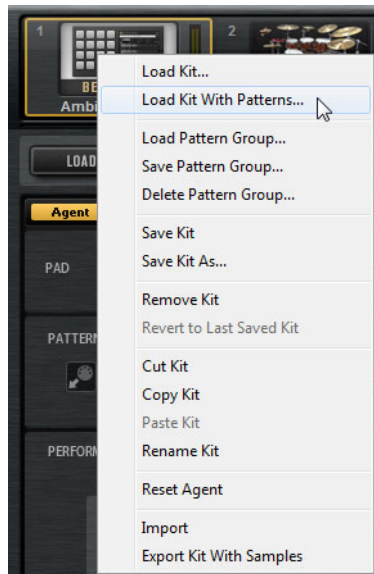 1
2
BE
Ambi
Load Kit...
Load Kit With Patterns...
LOAD
Load Pattern Group...
Save Pattern Group...
Delete Pattern Group...
Agent
Save Kit
PAD
Save Kit As...
Remove Kit
Revert to Last Saved Kit
PATTERN
Cut Kit
Copy Kit
Paste Kit
PERFORM
Rename Kit
Reset Agent
Import
Export Kit With Samples